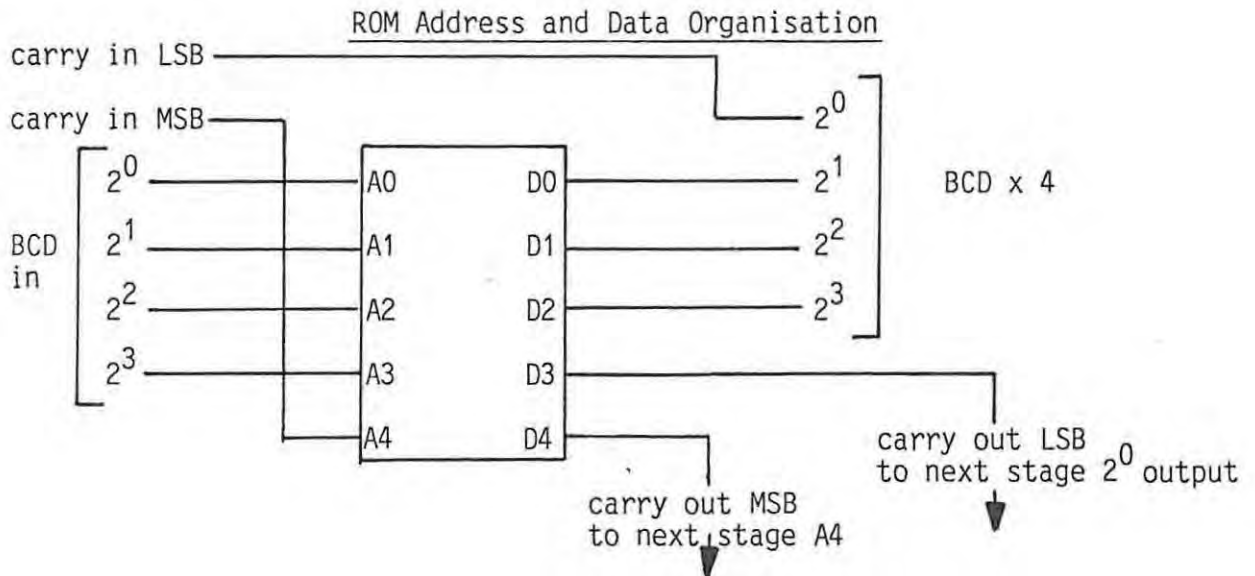 ROM Address and Data Organisation
carry in LSB
carry in MSB
BCD
in
2^0
2^1
2^2
2^3
A0
A1
A2
A3
A4
D0
D1
D2
D3
D4
2^0
2^1
2^2
2^3
BCD x 4
carry out LSB
to next stage 2^0 output
carry out MSB
to next stage A4